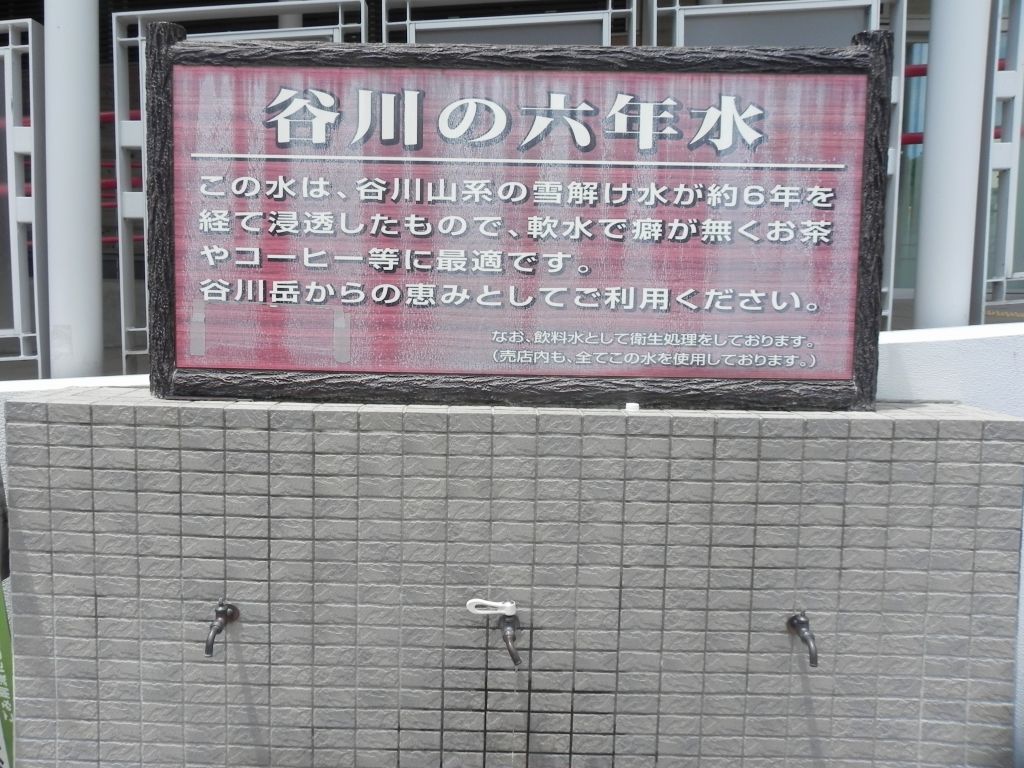 谷川の六年水
この水は、谷川山系の雪解け水が約6年を
経て浸透したもので、軟水で癖が無くお茶
やコーヒー等に最適です。
谷川岳からの恵みとしてご利用ください。
なお、飲料水として衛生処理をしております。
（売店内も、全てこの水を使用しております。）